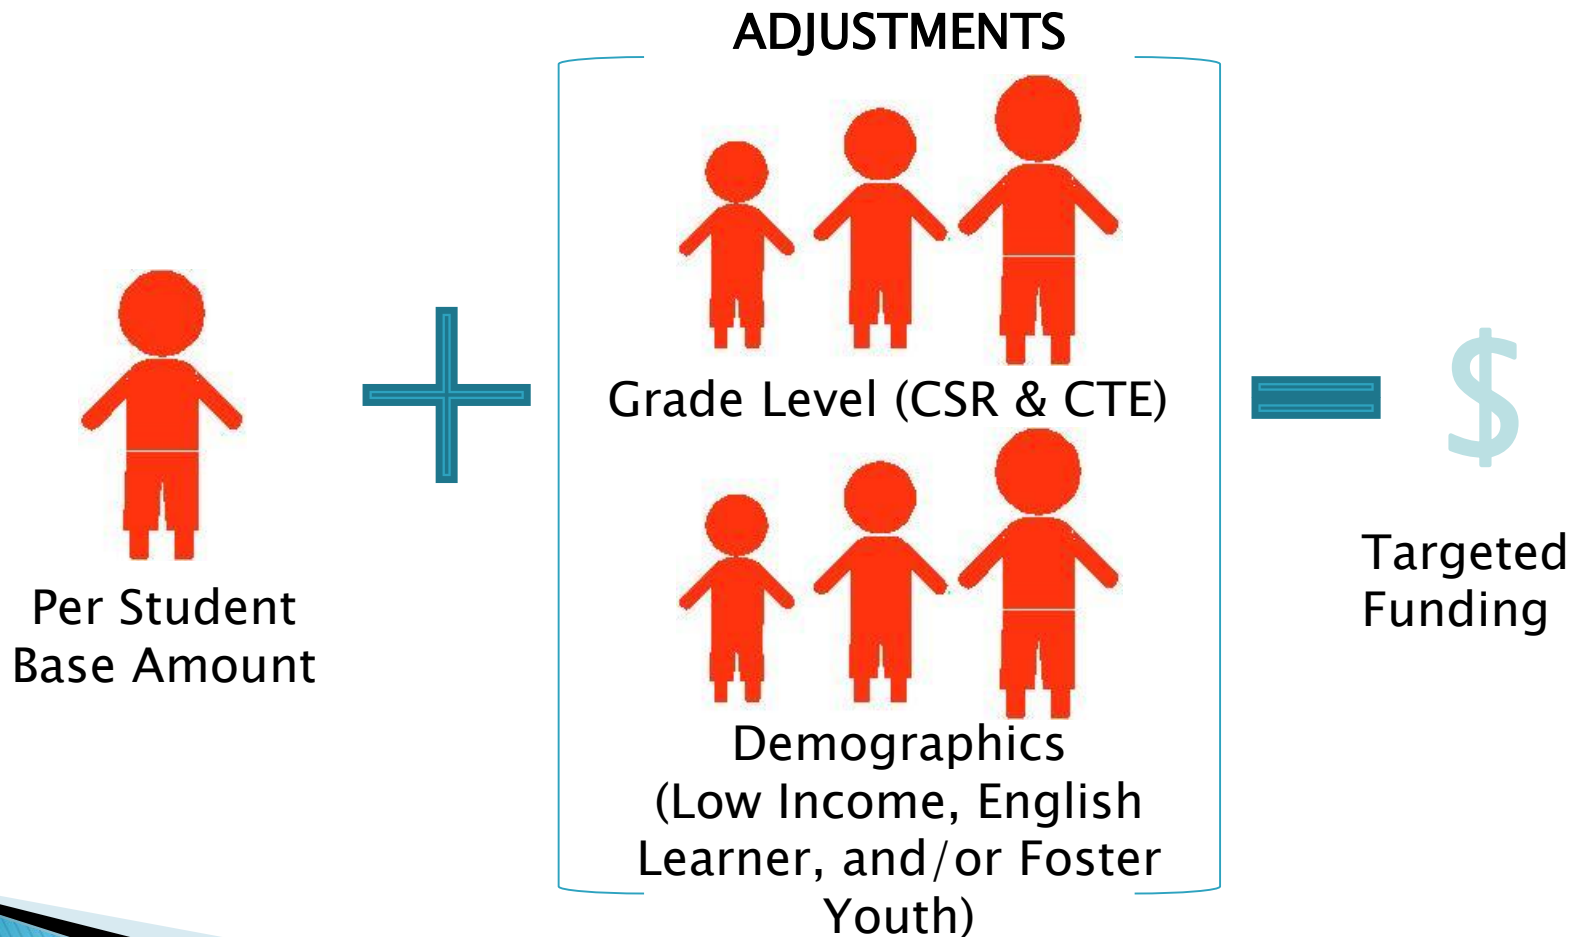 ADJUSTMENTS
Grade Level (CSR & CTE)
Per Student
Base Amount
Demographics
(Low Income, English
Learner, and/or Foster
Youth)
$
Targeted
Funding